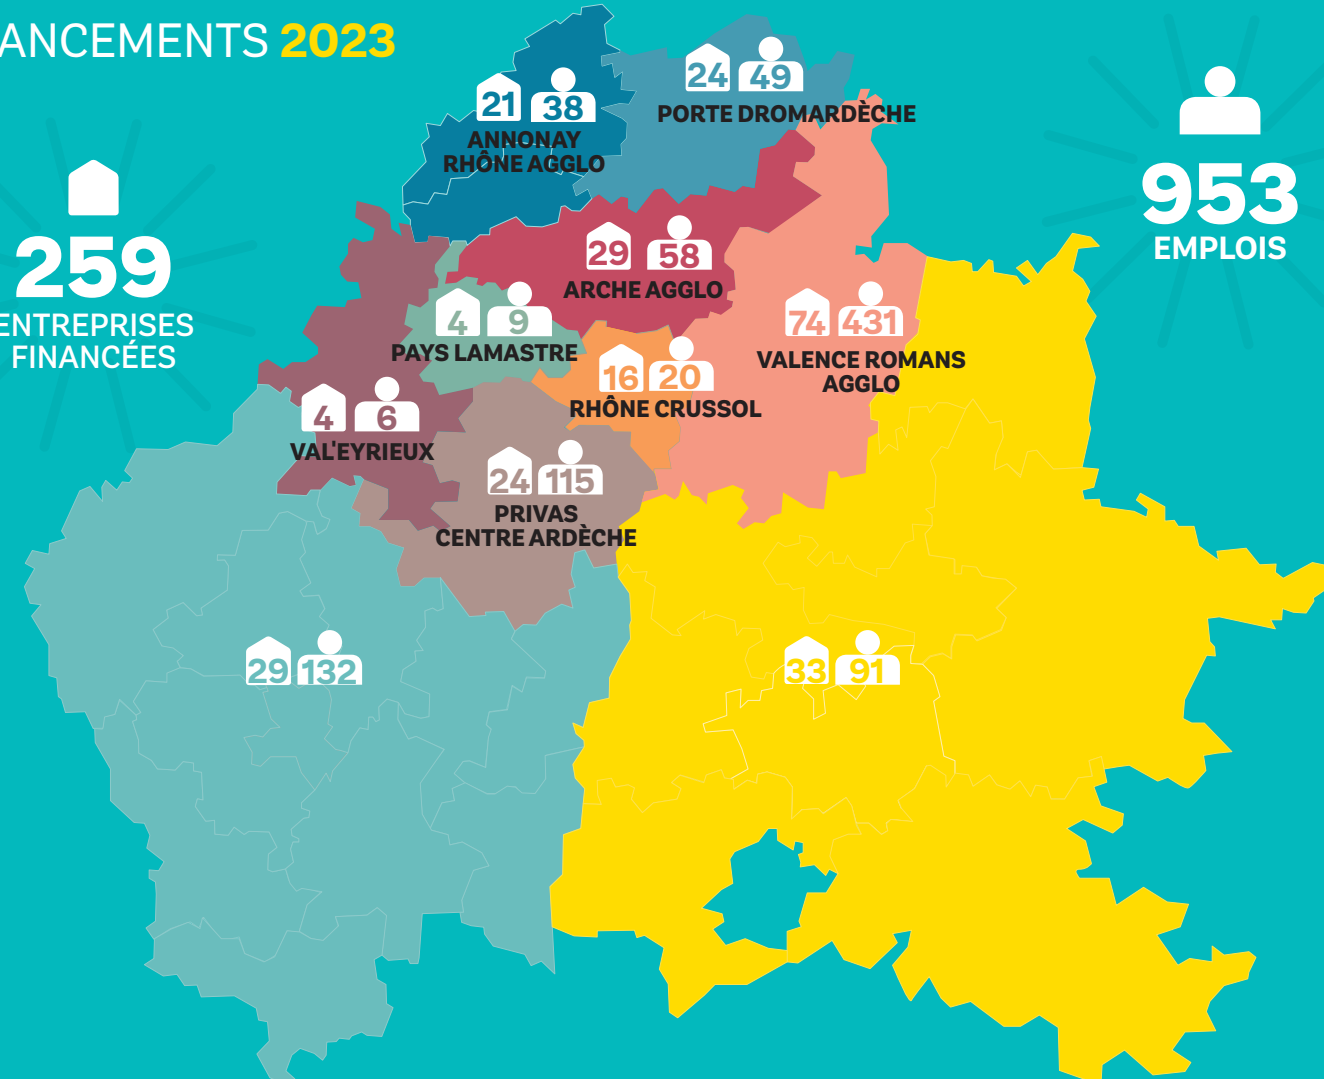 ANCEMENTS 2023
259
ENTREPRISES
FINANCÉES
953
EMPLOIS
21 38
ANNONAY
RHÔNE AGGLO
24 49
PORTE DROMARDÈCHE
29 58
ARCHE AGGLO
4 9
PAYS LAMASTRE
74 431
VALENCE ROMANS
AGGLO
16 20
RHÔNE CRUSSOL
4 6
VAL'EYRIEUX
24 115
PRIVAS
CENTRE ARDÈCHE
29 132
33 91